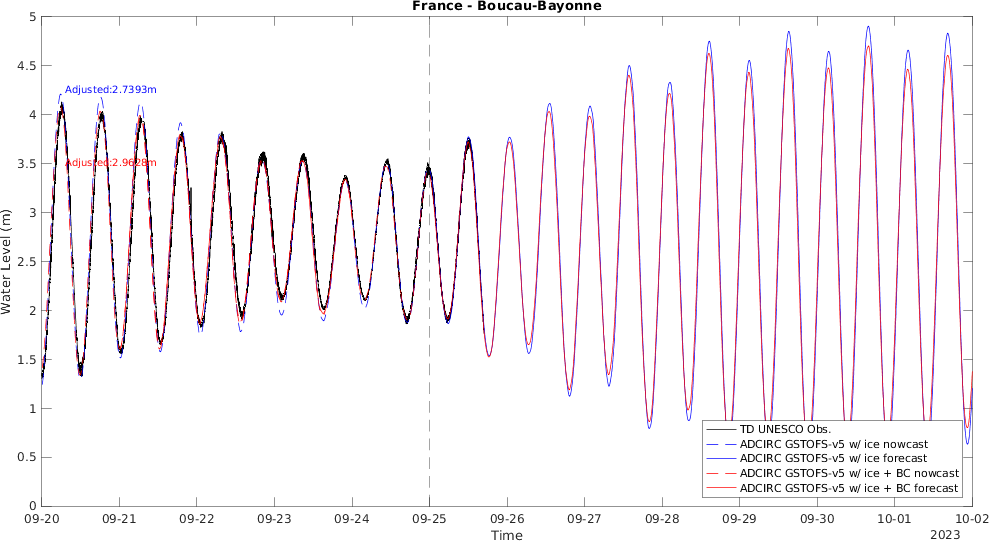 France - Boucau-Bayonne
5
4.5
4
3.5
3
2.5
2
1.5
1
0.5
0
Water Level (m)
Adjusted:2.7393m
Adjusted:2.9628m
TD UNESCO Obs.
ADCIRC GSTOFS-v5 w/ ice nowcast
ADCIRC GSTOFS-v5 w/ ice forecast
ADCIRC GSTOFS-v5 w/ ice + BC nowcast
ADCIRC GSTOFS-v5 w/ ice + BC forecast
09-20 09-21 09-22 09-23 09-24 09-25 09-26 09-27 09-28 09-29 09-30 10-01 10-02
Time
2023